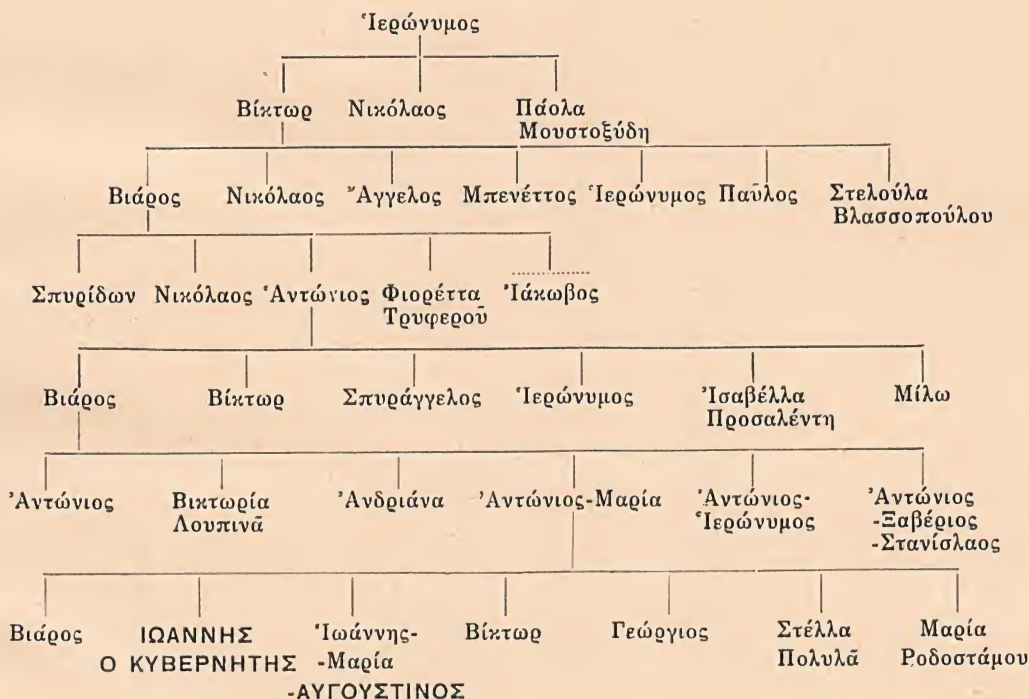 Ἱερώνυμος
Βίκτωρ Νικόλαος Πάολα
Μουστοξύδη
Βιάρος Νικόλαος Ἄγγελος Μπενέττος Ἱερώνυμος Παῦλος Στελούλα
Βλασσοπούλου
Σπυρίδων Νικόλαος Ἀντώνιος Φιορέττα Ἰάκωβος
Τρυφεροῦ
Βιάρος Βίκτωρ Σπυράγγελος Ἱερώνυμος Ἰσαβέλλα Μίλω
Προσαλέντη
Ἀντώνιος Βικτωρία Ἀνδριάνα Ἀντώνιος-Μαρία Ἀντώνιος- Ἀντώνιος
Λουπινᾶ Ἱερώνυμος -Ξαβέριος
-Στανίσλαος
Βιάρος ΙΩΑΝΝΗΣ Ἰωάννης- Βίκτωρ Γεώργιος Στέλλα Μαρία
Ο ΚΥΒΕΡΝΗΤΗΣ -Μαρία Πολυλᾶ Ροδοστάμου
-ΑΥΓΟΥΣΤΙΝΟΣ